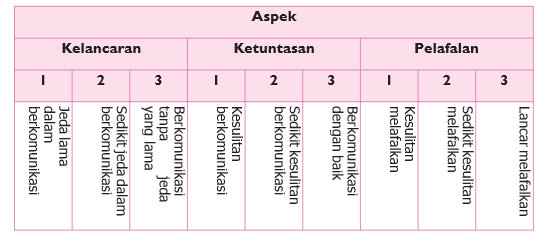 Aspek
Kelancaran Ketuntasan Pelafalan
1 2 3 1 2 3 1 2 3
Jeda lama
dalam
berkomunikasi
Sedikit jeda dalam
berkomunikasi
Berkomunikasi
tanpa jeda
yang lama
Kesulitan
berkomunikasi
Sedikit kesulitan
berkomunikasi
Berkomunikasi
dengan baik
Kesulitan
melafalkan
Sedikit kesulitan
melafalkan
Lancar melafalkan